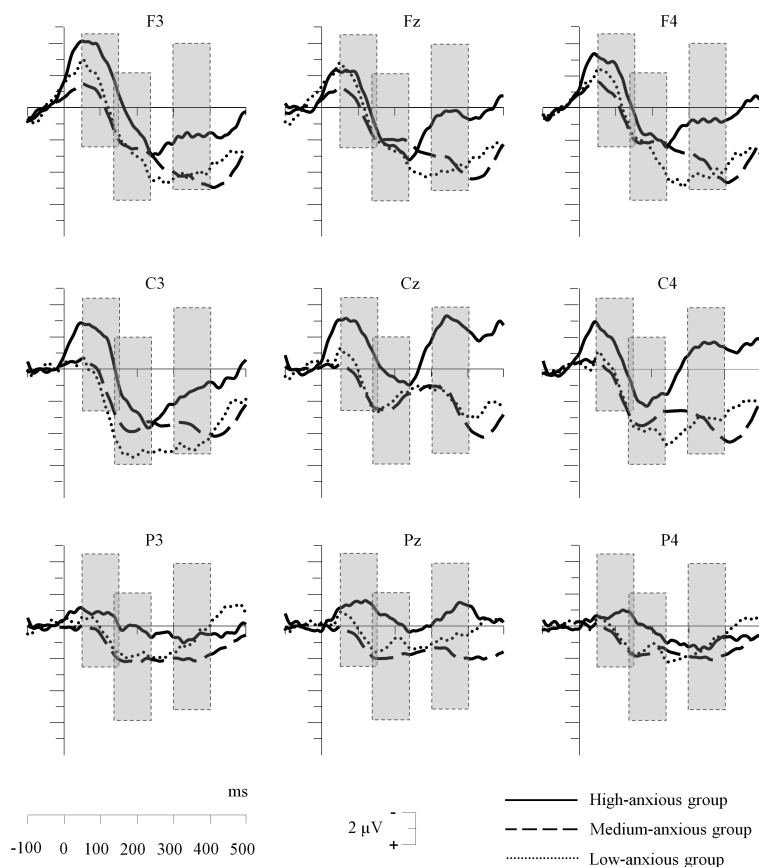 F3 Fz F4
C3 Cz C4
P3 Pz P4
ms
-100 0 100 200 300 400 500
-
2 µV
+
High-anxious group
Medium-anxious group
Low-anxious group